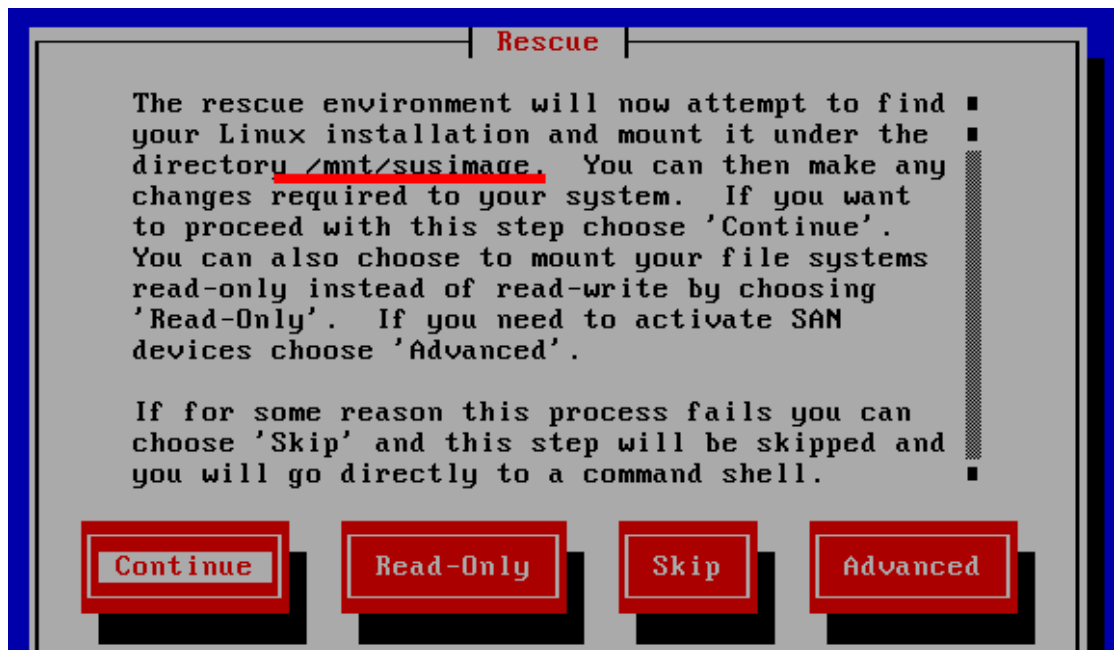 Rescue
The rescue environment will now attempt to find
your Linux installation and mount it under the
directory /mnt/sysimage.  You can then make any
changes required to your system.  If you want
to proceed with this step choose 'Continue'.
You can also choose to mount your file systems
read-only instead of read-write by choosing
'Read-Only'.  If you need to activate SAN
devices choose 'Advanced'.
If for some reason this process fails you can
choose 'Skip' and this step will be skipped and
you will go directly to a command shell.
Continue Read-Only Skip Advanced